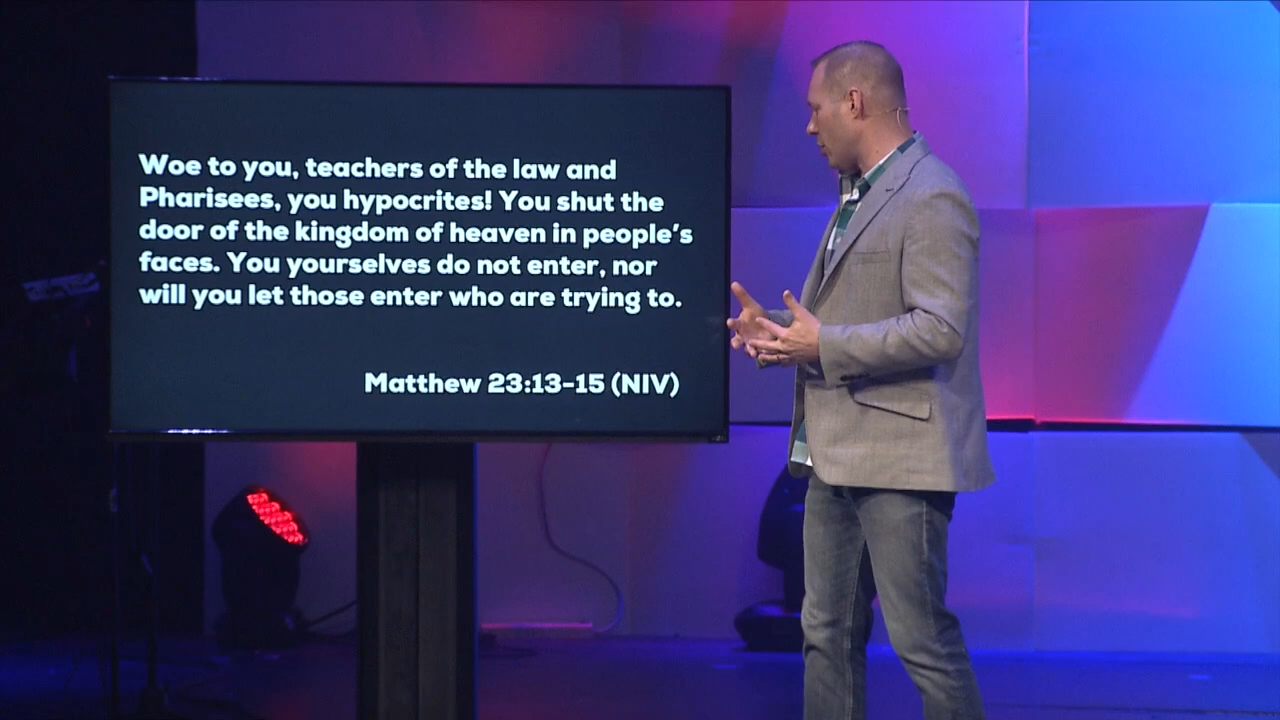 Woe to you, teachers of the law and
Pharisees, you hypocrites! You shut the
door of the kingdom of heaven in people's
faces. You yourselves do not enter, nor
will you let those enter who are trying to.
Matthew 23:13-15 (NIV)